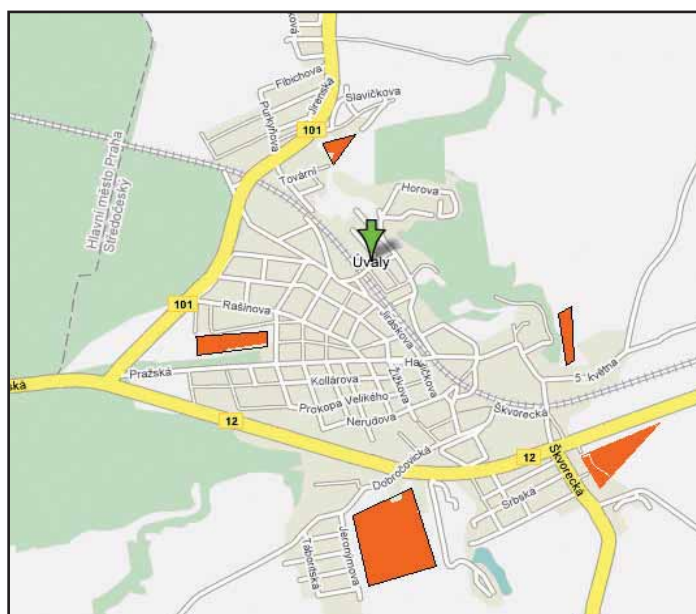 Fibichova
Jirenská
Slavíčkova
Purkyňova
101
Tovární
Horova
Hlavní město Praha
Středočeský
Úvaly
101
Rašínova
Jiráskova
Pražská
Havlíčkova
5. května
Kollárova
Žižkova
Prokopa Velikého
Škvorecká
Nerudova
12
12
Škvorecká
Dobročovická
Srbská
Jeronýmova
Táboritská